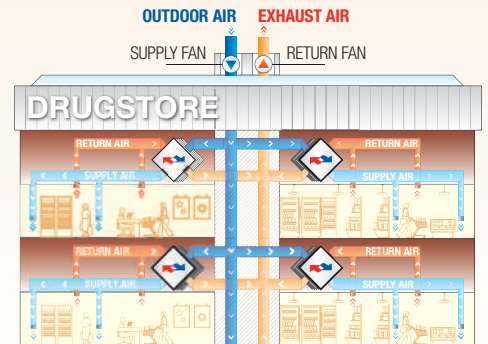 OUTDOOR AIR EXHAUST AIR
SUPPLY FAN RETURN FAN
DRUGSTORE
RETURN AIR RETURN AIR
SUPPLY AIR SUPPLY AIR
RETURN AIR RETURN AIR
SUPPLY AIR SUPPLY AIR